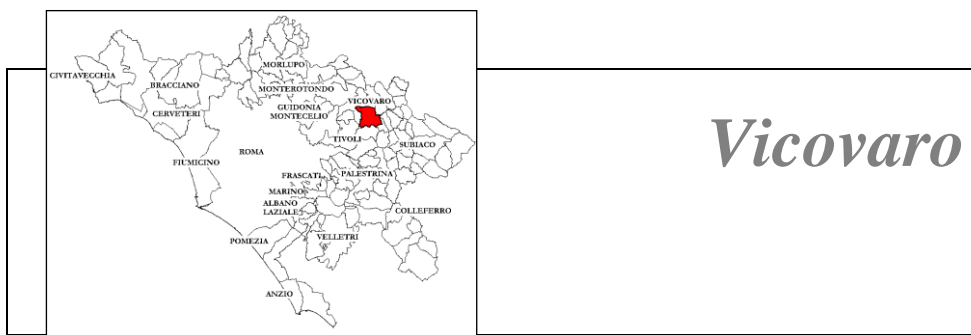 MORLUPO
CIVITAVECCHIA
BRACCIANO
MONTEROTONDO
VICOVARO
GUIDONIA
MONTECELIO
CERVETERI
TIVOLI
SUBIACO
ROMA
FIUMICINO
FRASCATI
PALESTRINA
MARINO
ALBANO
LAZIALE
COLLEFERRO
POMEZIA
VELLETRI
ANZIO
Vicovaro